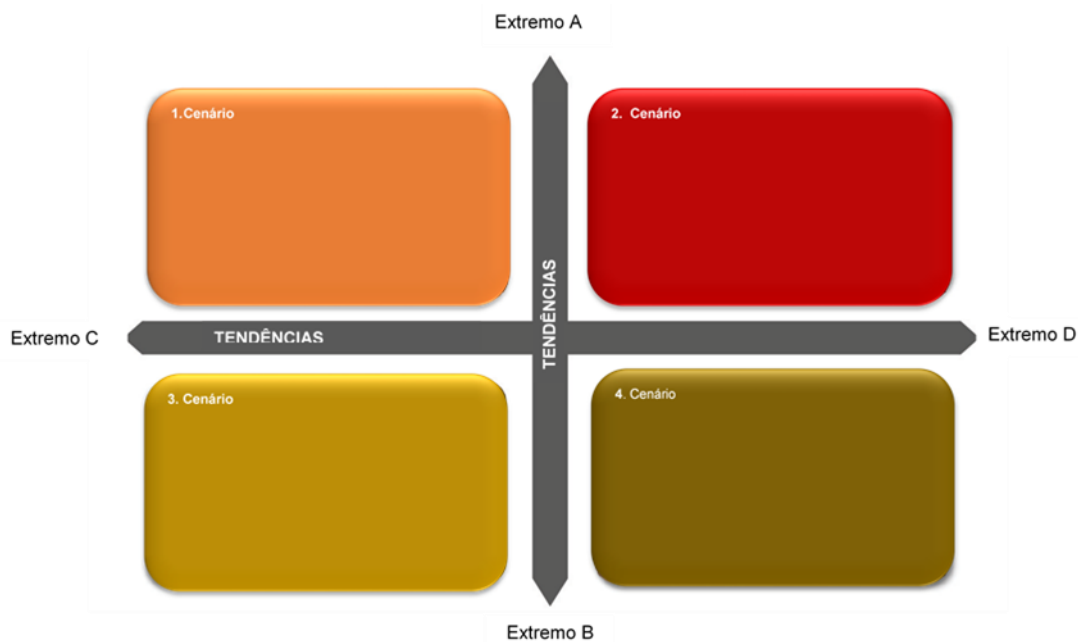 Extremo A
1.Cenário
2. Cenário
TENDÊNCIAS
Extremo C
TENDÊNCIAS
Extremo D
3. Cenário
4. Cenário
Extremo B